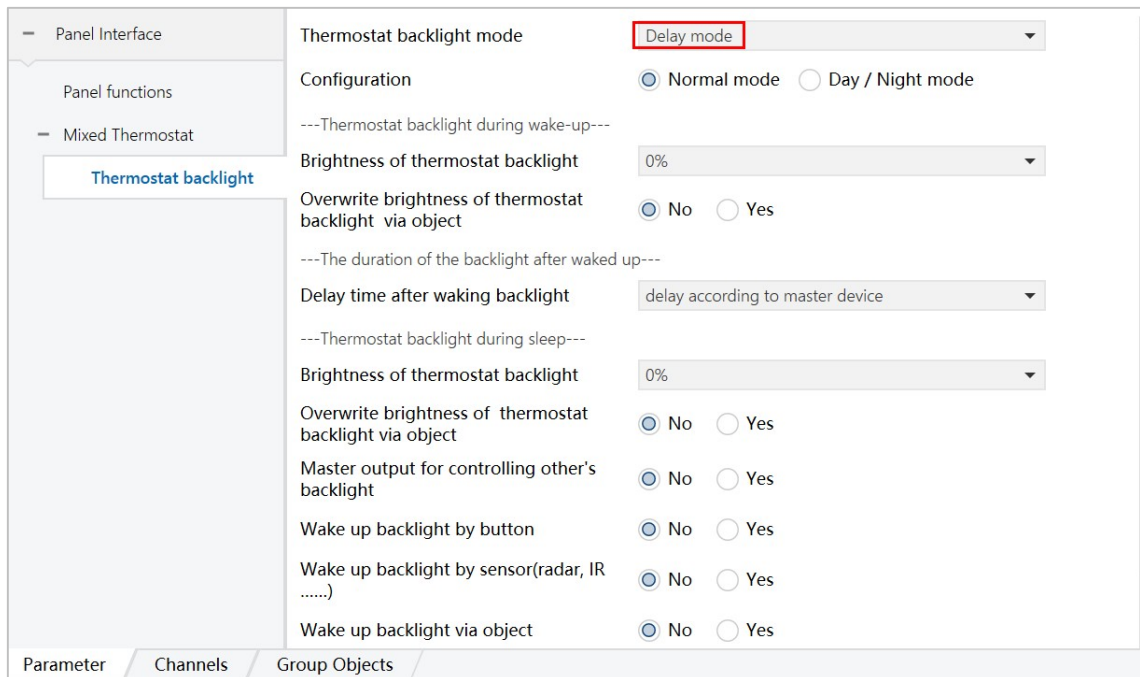 Panel Interface
Panel functions
Mixed Thermostat
Thermostat backlight
Thermostat backlight mode
Delay mode
Configuration
Normal mode
Day / Night mode
---Thermostat backlight during wake-up---
Brightness of thermostat backlight
0%
Overwrite brightness of thermostat
backlight via object
No
Yes
---The duration of the backlight after waked up---
Delay time after waking backlight
delay according to master device
---Thermostat backlight during sleep---
Brightness of thermostat backlight
0%
Overwrite brightness of thermostat
backlight via object
No
Yes
Master output for controlling other's
backlight
No
Yes
Wake up backlight by button
No
Yes
Wake up backlight by sensor(radar, IR
......)
No
Yes
Wake up backlight via object
No
Yes
Parameter
Channels
Group Objects